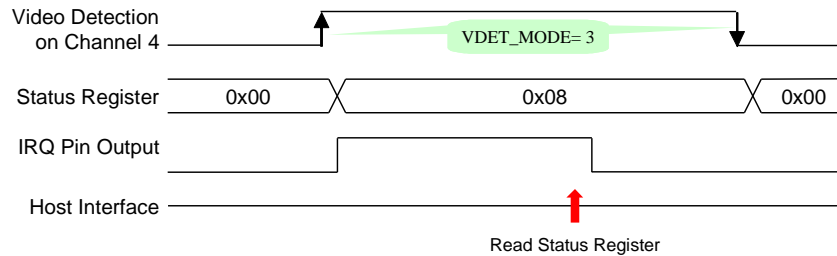 Video Detection
on Channel 4
VDET_MODE= 3
Status Register
0x00
0x08
0x00
IRQ Pin Output
Host Interface
Read Status Register